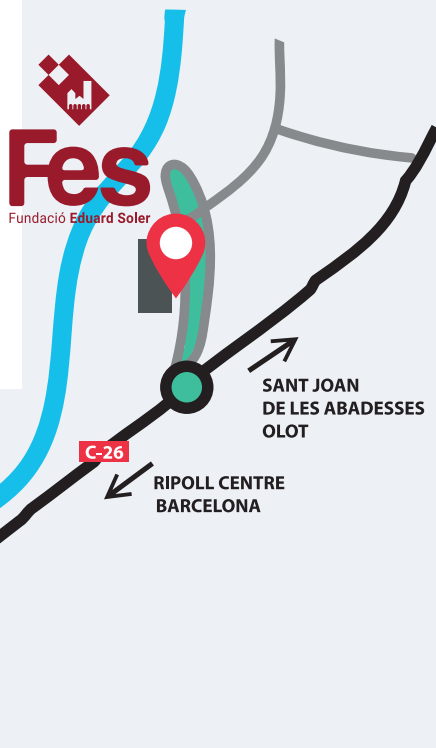 Fes
Fundació Eduard Soler
SANT JOAN
DE LES ABADESSES
OLOT
C-26
RIPOLL CENTRE
BARCELONA